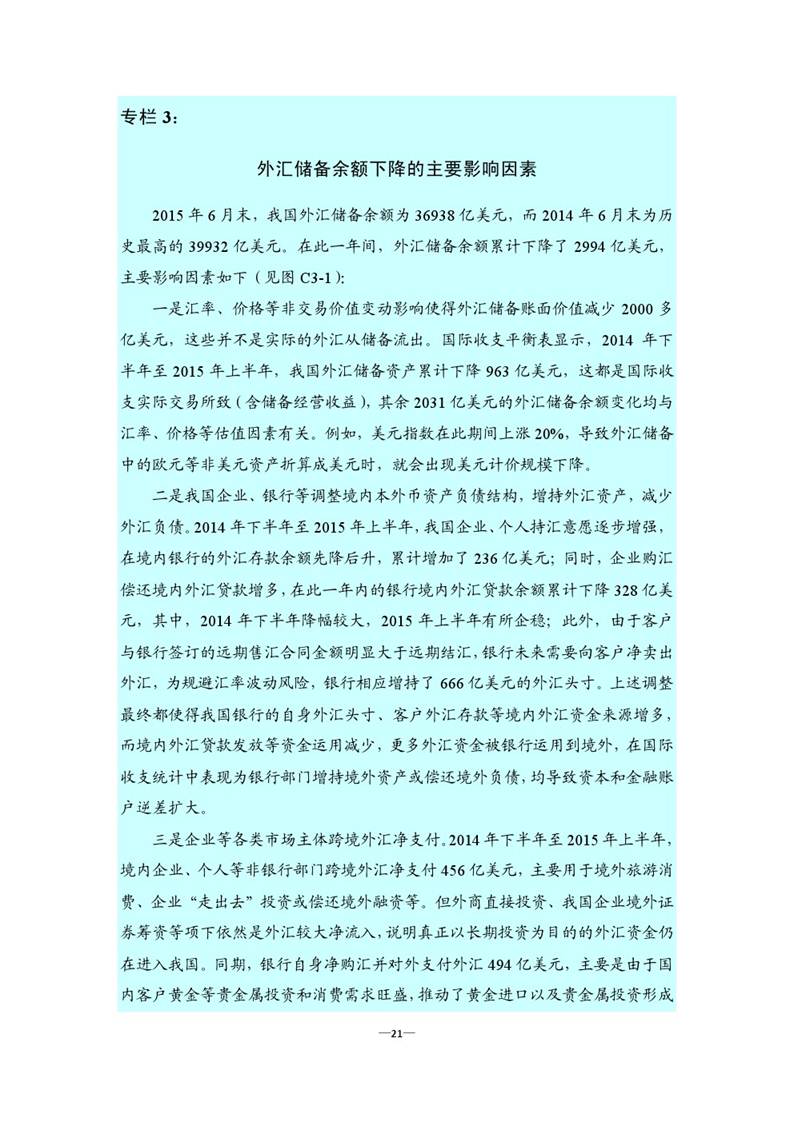 专栏 3：
外汇储备余额下降的主要影响因素
2015 年 6 月末，我国外汇储备余额为 36938 亿美元，而 2014 年 6 月末为历
史最高的 39932 亿美元。在此一年间，外汇储备余额累计下降了 2994 亿美元，
主要影响因素如下（见图 C3-1）：
一是汇率、价格等非交易价值变动影响使得外汇储备账面价值减少 2000 多
亿美元，这些并不是实际的外汇从储备流出。国际收支平衡表显示，2014 年下
半年至 2015 年上半年，我国外汇储备资产累计下降 963 亿美元，这都是国际收
支实际交易所致（含储备经营收益），其余 2031 亿美元的外汇储备余额变化均与
汇率、价格等估值因素有关。例如，美元指数在此期间上涨 20%，导致外汇储备
中的欧元等非美元资产折算成美元时，就会出现美元计价规模下降。
二是我国企业、银行等调整境内本外币资产负债结构，增持外汇资产，减少
外汇负债。2014 年下半年至 2015 年上半年，我国企业、个人持汇意愿逐步增强，
在境内银行的外汇存款余额先降后升，累计增加了 236 亿美元；同时，企业购汇
偿还境内外汇贷款增多，在此一年内的银行境内外汇贷款余额累计下降 328 亿美
元，其中，2014 年下半年降幅较大，2015 年上半年有所企稳；此外，由于客户
与银行签订的远期售汇合同金额明显大于远期结汇，银行未来需要向客户净卖出
外汇，为规避汇率波动风险，银行相应增持了 666 亿美元的外汇头寸。上述调整
最终都使得我国银行的自身外汇头寸、客户外汇存款等境内外汇资金来源增多，
而境内外汇贷款发放等资金运用减少，更多外汇资金被银行运用到境外，在国际
收支统计中表现为银行部门增持境外资产或偿还境外负债，均导致资本和金融账
户逆差扩大。
三是企业等各类市场主体跨境外汇净支付。2014 年下半年至 2015 年上半年，
境内企业、个人等非银行部门跨境外汇净支付 456 亿美元，主要用于境外旅游消
费、企业“走出去”投资或偿还境外融资等。但外商直接投资、我国企业境外证
券筹资等项下依然是外汇较大净流入，说明真正以长期投资为目的的外汇资金仍
在进入我国。同期，银行自身净购汇并对外支付外汇 494 亿美元，主要是由于国
内客户黄金等贵金属投资和消费需求旺盛，推动了黄金进口以及贵金属投资形成
—21—